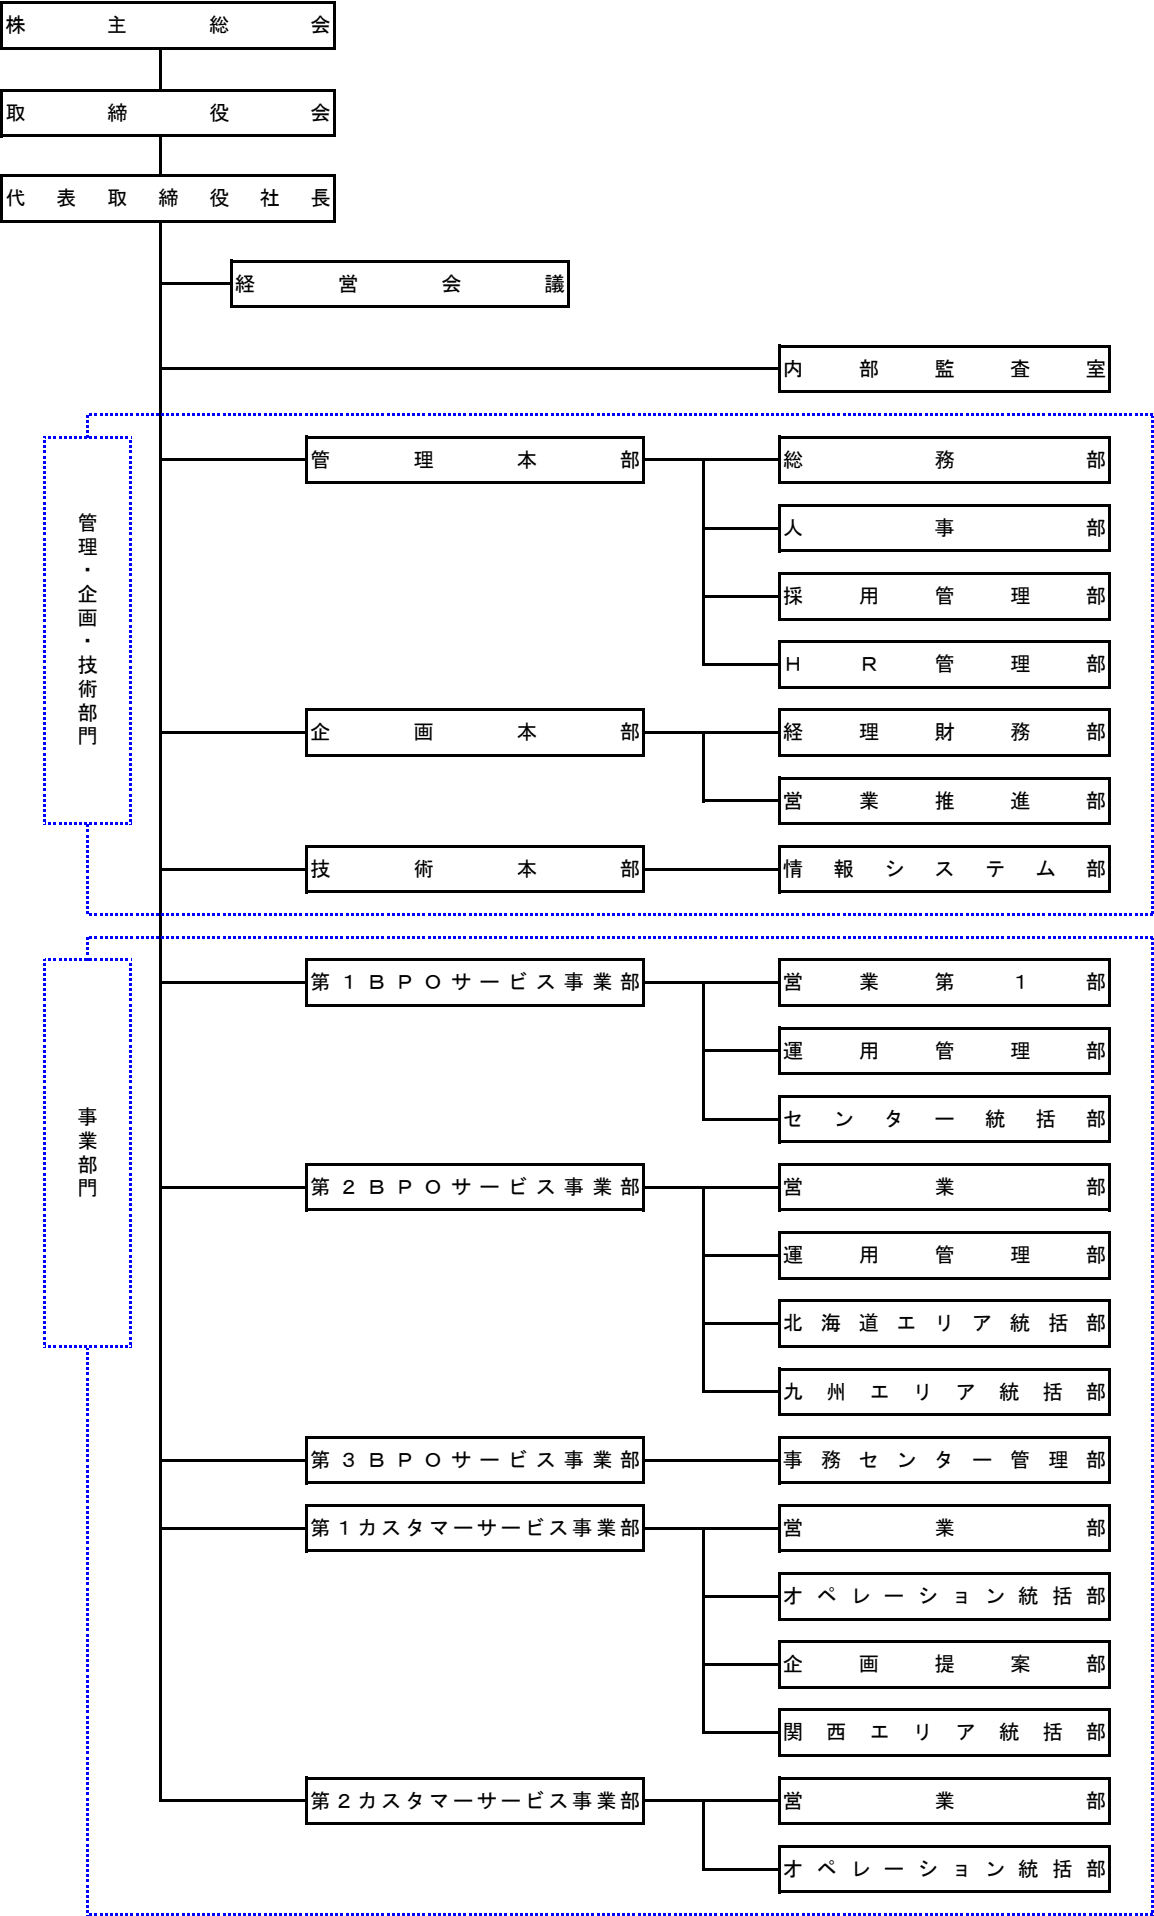 株主総会
取締役会
代表取締役社長
経営会議
内部監査室
管理・企画・技術部門
管理本部
総務部
人事部
採用管理部
ＨＲ管理部
企画本部
経理財務部
営業推進部
技術本部
情報システム部
事業部門
第１ＢＰＯサービス事業部
営業第１部
運用管理部
センター統括部
第２ＢＰＯサービス事業部
営業部
運用管理部
北海道エリア統括部
九州エリア統括部
第３ＢＰＯサービス事業部
事務センター管理部
第１カスタマーサービス事業部
営業部
オペレーション統括部
企画提案部
関西エリア統括部
第２カスタマーサービス事業部
営業部
オペレーション統括部